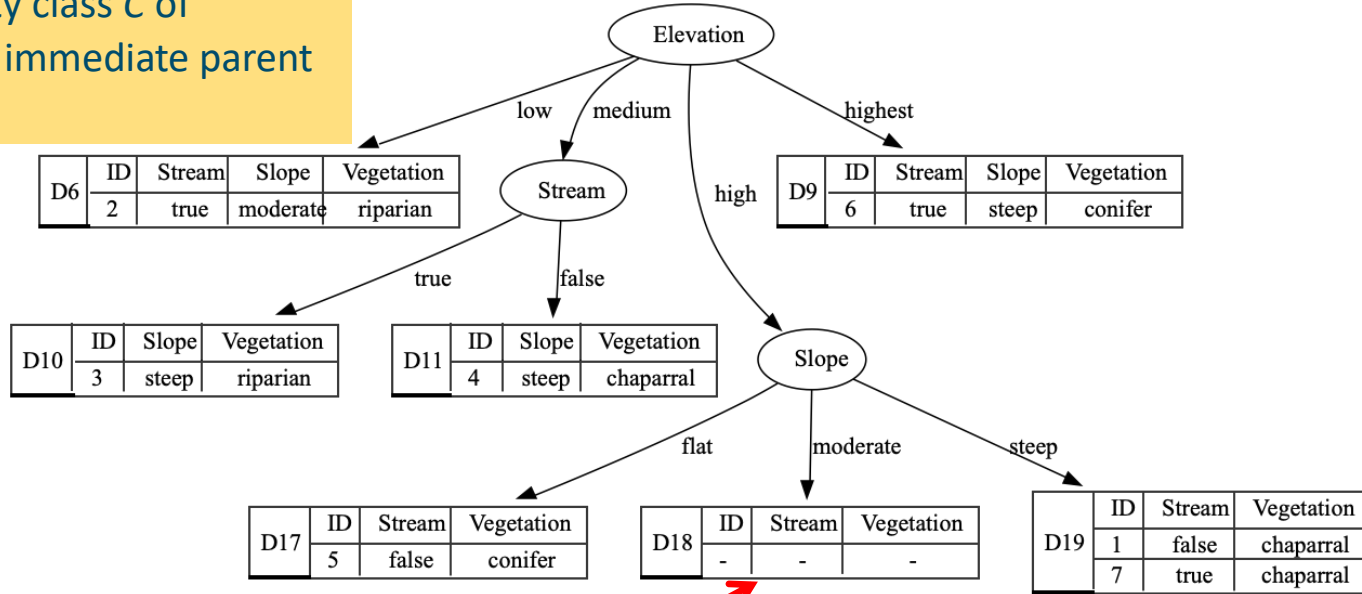 y class C of
immediate parent
Elevation
low
medium
highest
high
D6
ID Stream Slope Vegetation
2 true moderate riparian
Stream
D9
ID Stream Slope Vegetation
6 true steep conifer
true
false
D10
ID Slope Vegetation
3 steep riparian
D11
ID Slope Vegetation
4 steep chaparral
Slope
flat
moderate
steep
D17
ID Stream Vegetation
5 false conifer
D18
ID Stream Vegetation
- - -
D19
ID Stream Vegetation
1 false chaparral
7 true chaparral